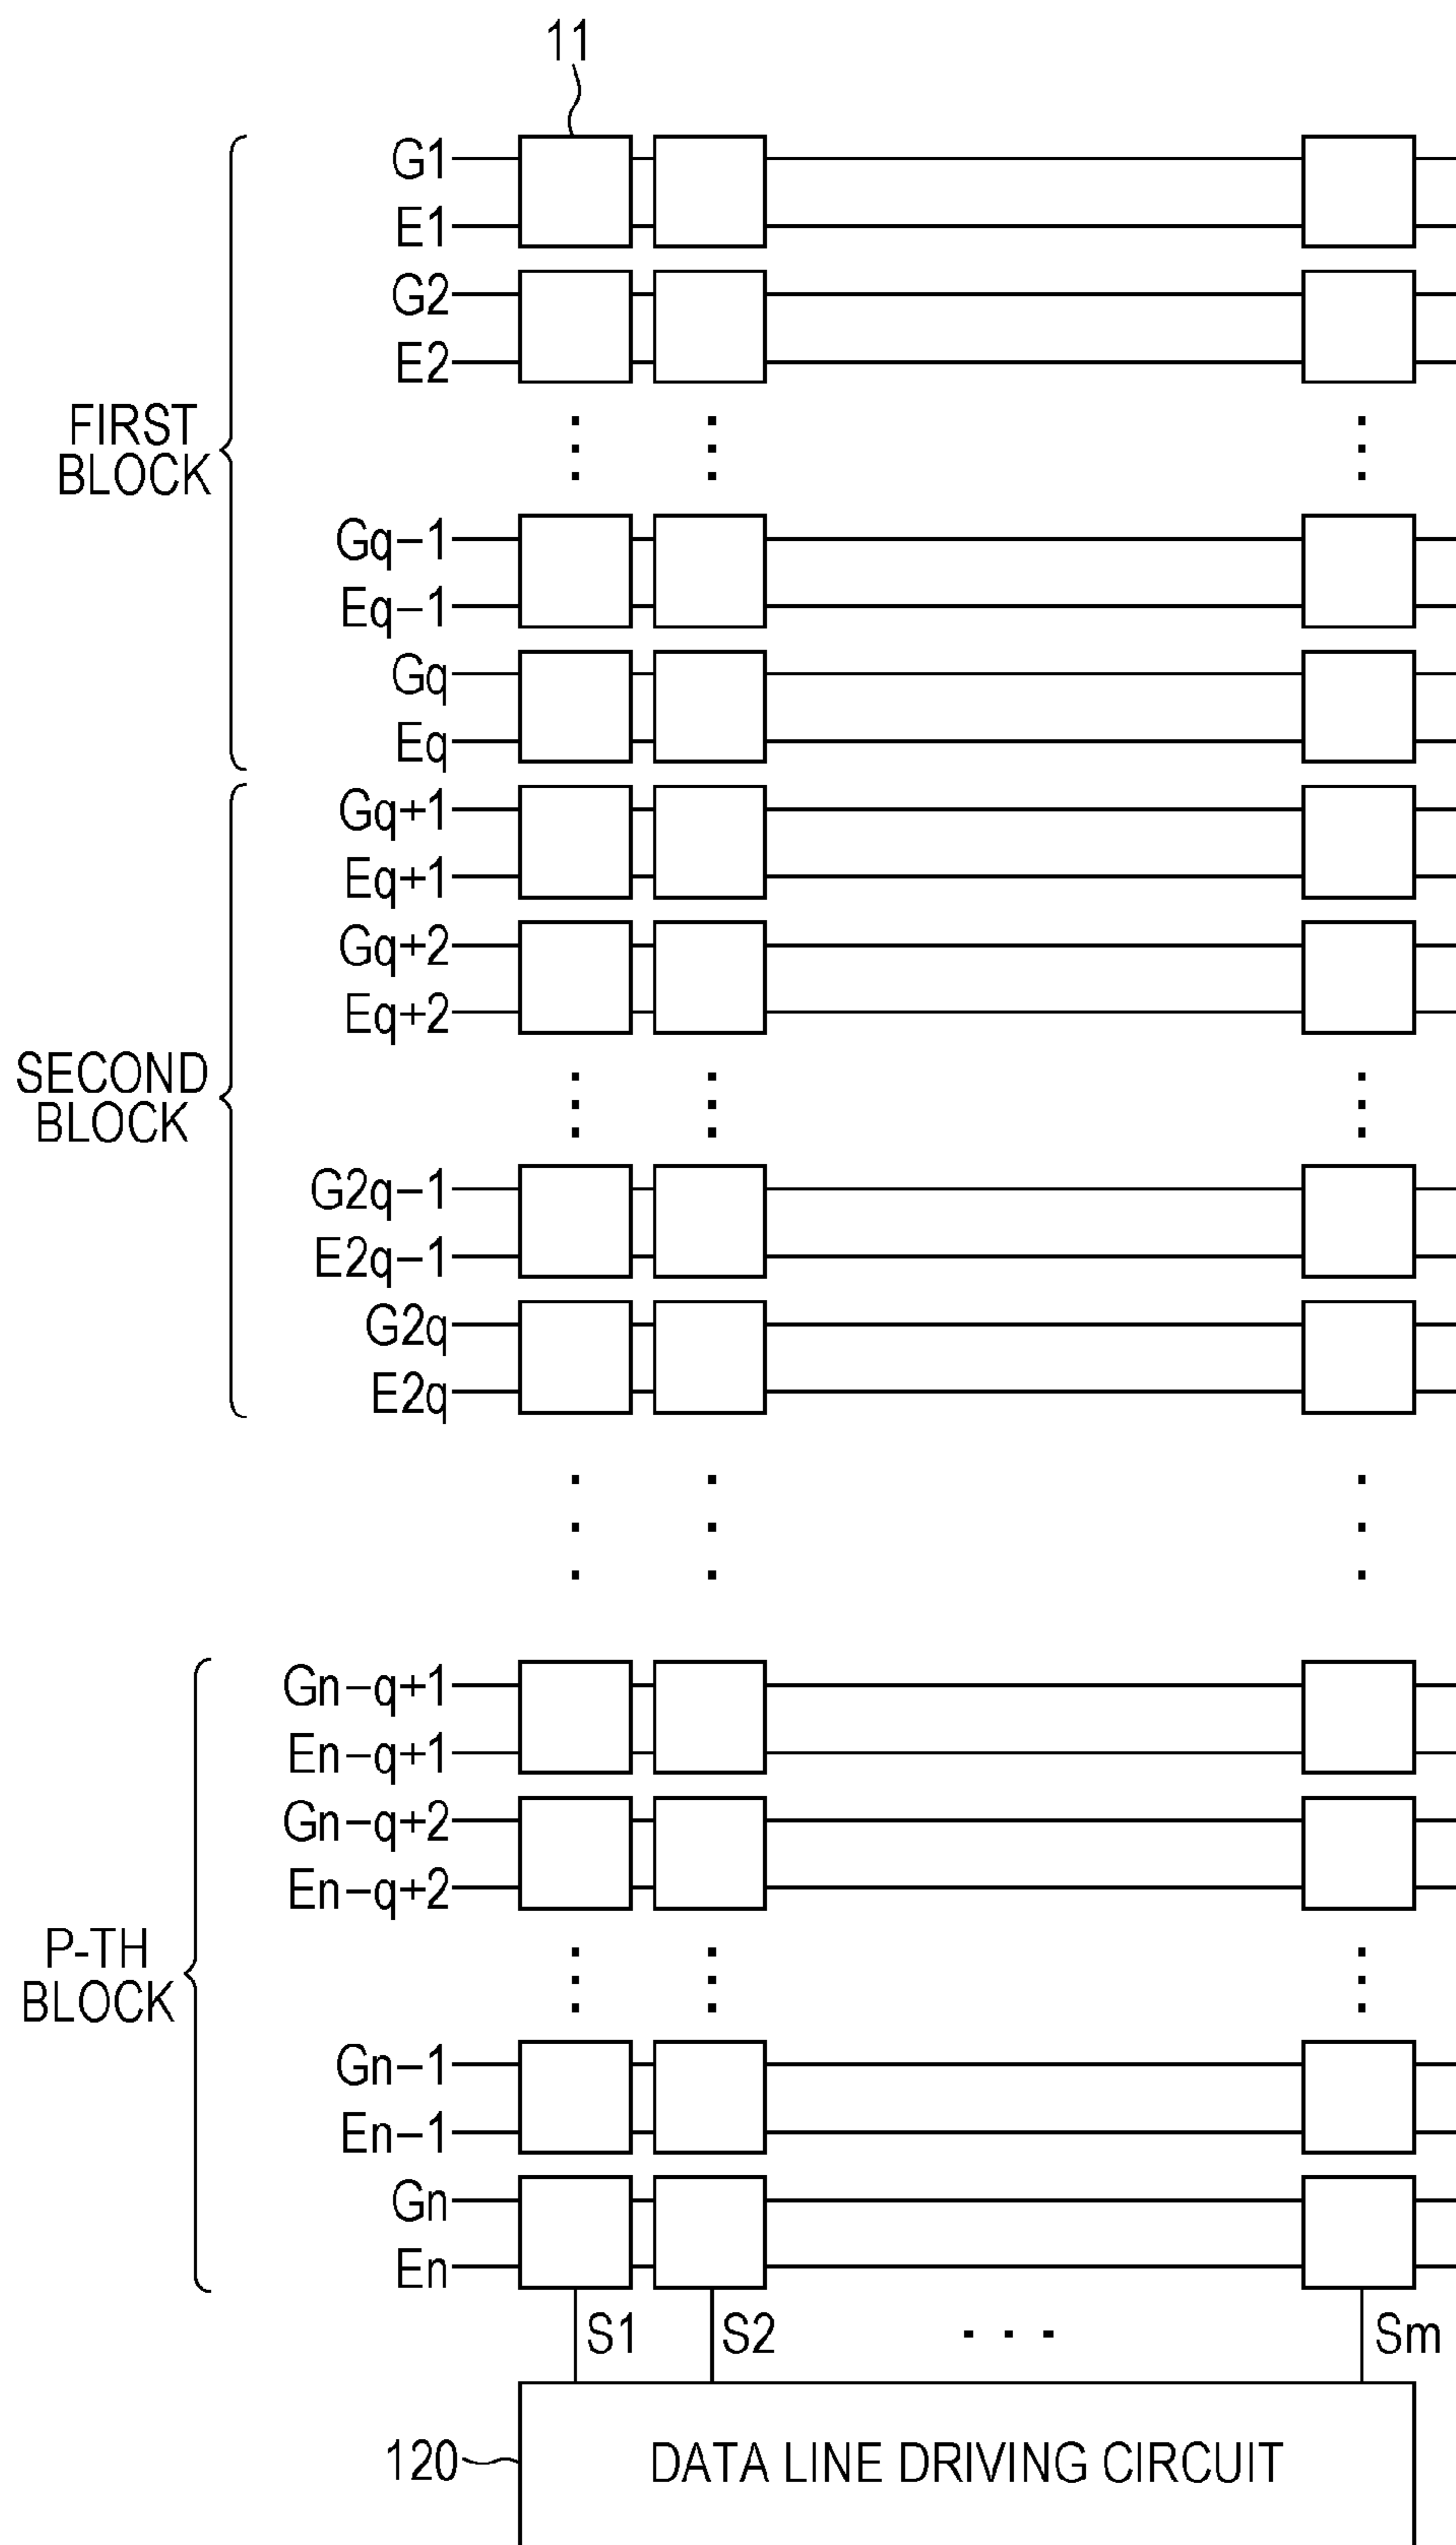 11
G1
E1
G2
E2
FIRST
BLOCK
Gq−1
Eq−1
Gq
Eq
Gq+1
Eq+1
Gq+2
Eq+2
SECOND
BLOCK
G2q−1
E2q−1
G2q
E2q
Gn-q+1
En-q+1
Gn-q+2
En-q+2
P-TH
BLOCK
Gn−1
En−1
Gn
En
S1 S2 ... Sm
120 DATA LINE DRIVING CIRCUIT